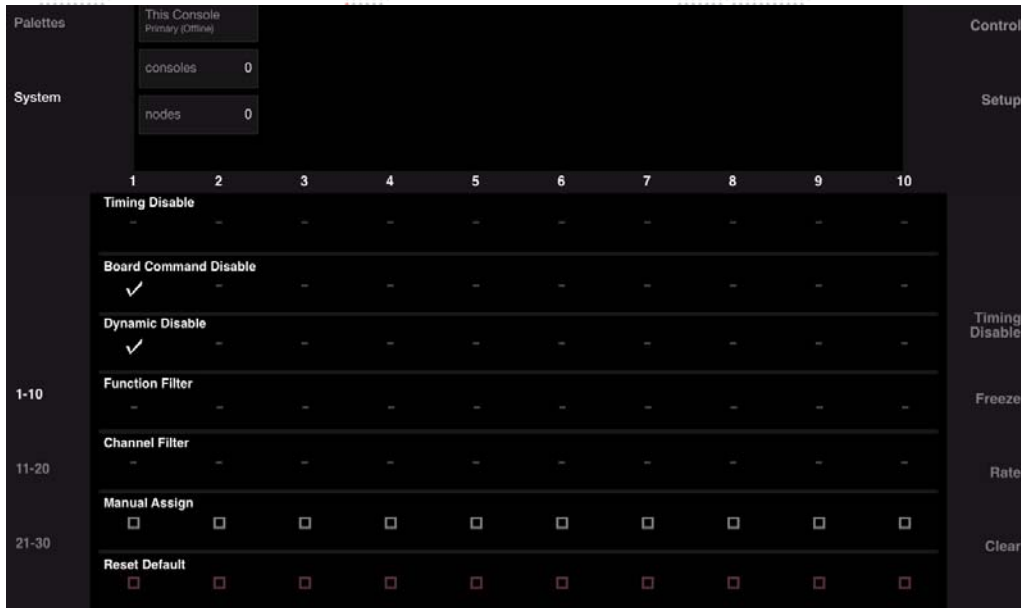 Palettes
This Console
Primary (Offline)
Control
consoles 0
System
Setup
nodes 0
1 2 3 4 5 6 7 8 9 10
Timing Disable
- - - - - - - - - -
Board Command Disable
✓ - - - - - - - - -
Timing
Disable
Dynamic Disable
✓ - - - - - - - - -
1-10
Function Filter
- - - - - - - - - -
Freeze
Channel Filter
- - - - - - - - - -
11-20
Rate
Manual Assign
21-30
Clear
Reset Default